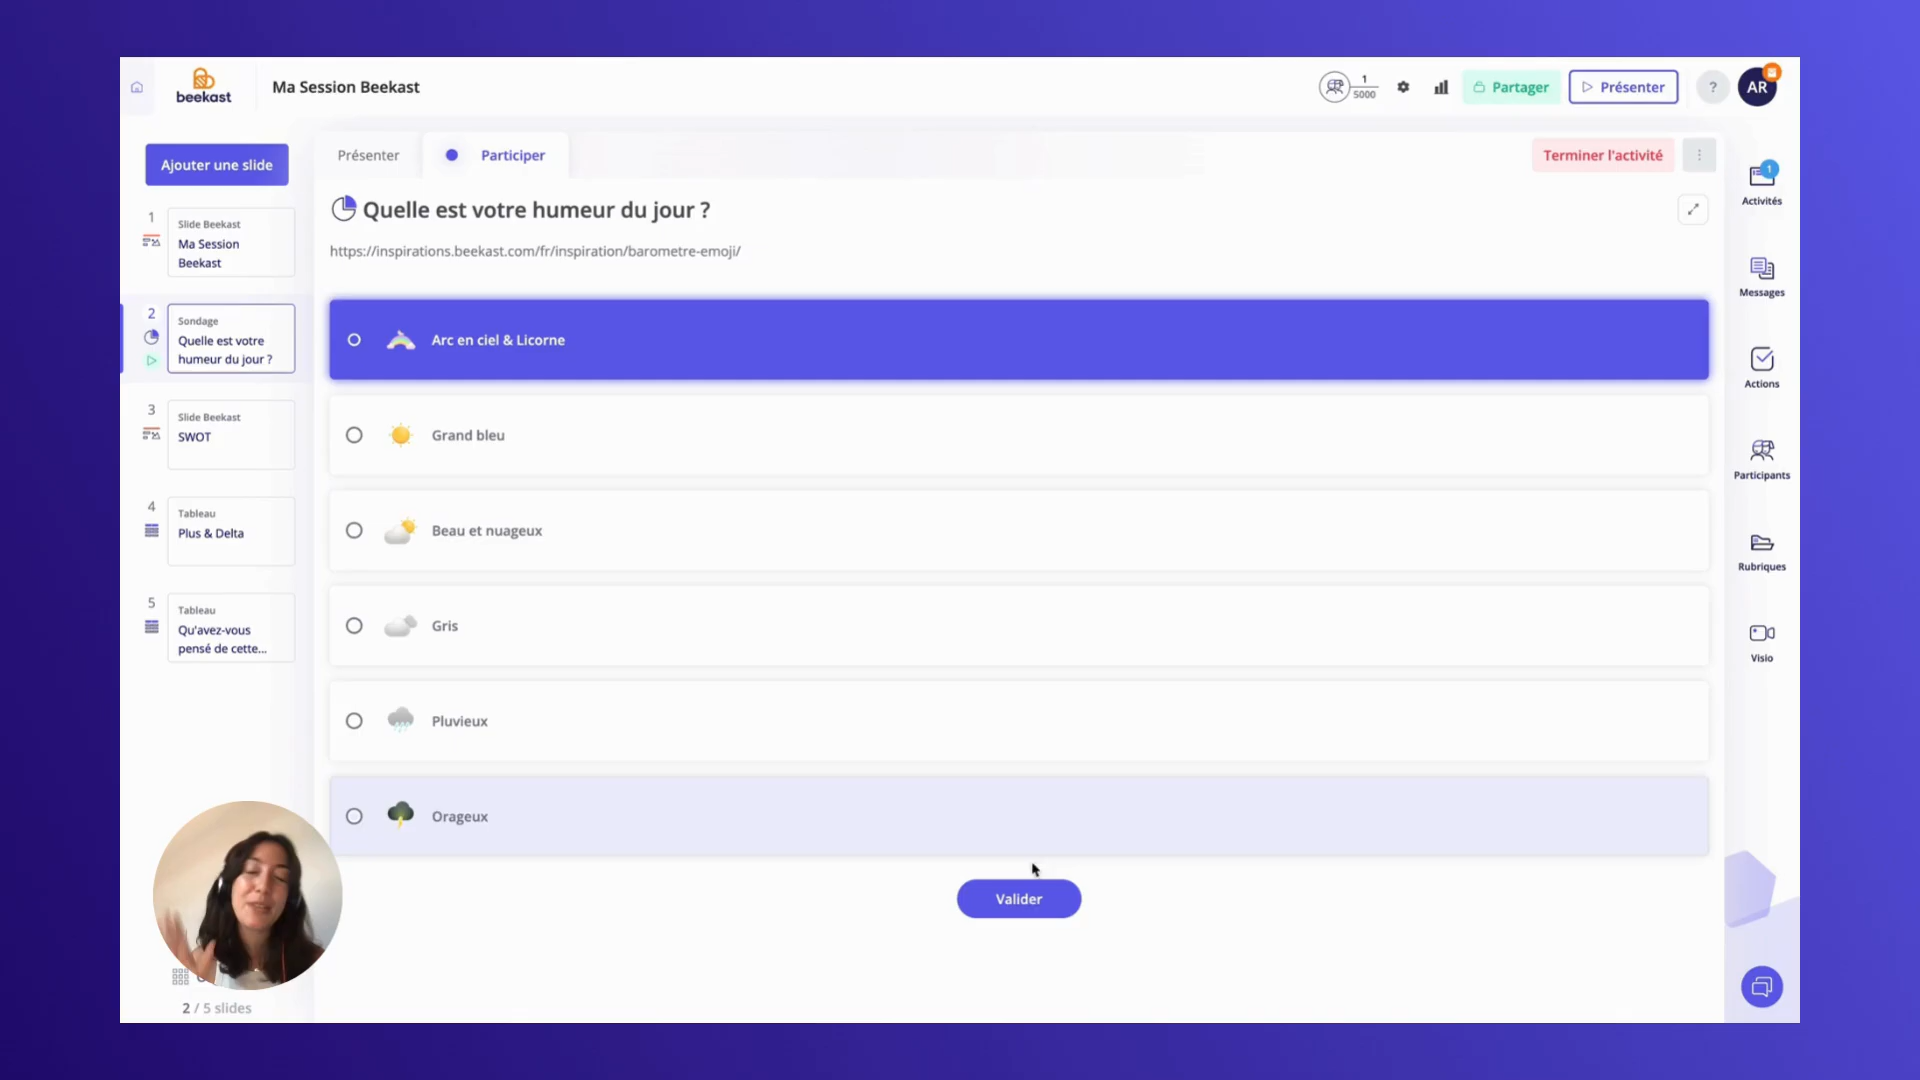 beekast
Ma Session Beekast
1
5000
Partager
Présenter
?
AR
Ajouter une slide
Présenter
Participer
Terminer l'activité
Quelle est votre humeur du jour ?
https://inspirations.beekast.com/fr/inspiration/barometre-emoji/
1
Slide Beekast
Ma Session
Beekast
2
Sondage
Quelle est votre
humeur du jour ?
3
Slide Beekast
SWOT
4
Tableau
Plus & Delta
5
Tableau
Qu'avez-vous
pensé de cette...
2 / 5 slides
Arc en ciel & Licorne
Grand bleu
Beau et nuageux
Gris
Pluvieux
Orageux
Valider
1
Activités
Messages
Actions
Participants
Rubriques
Visio